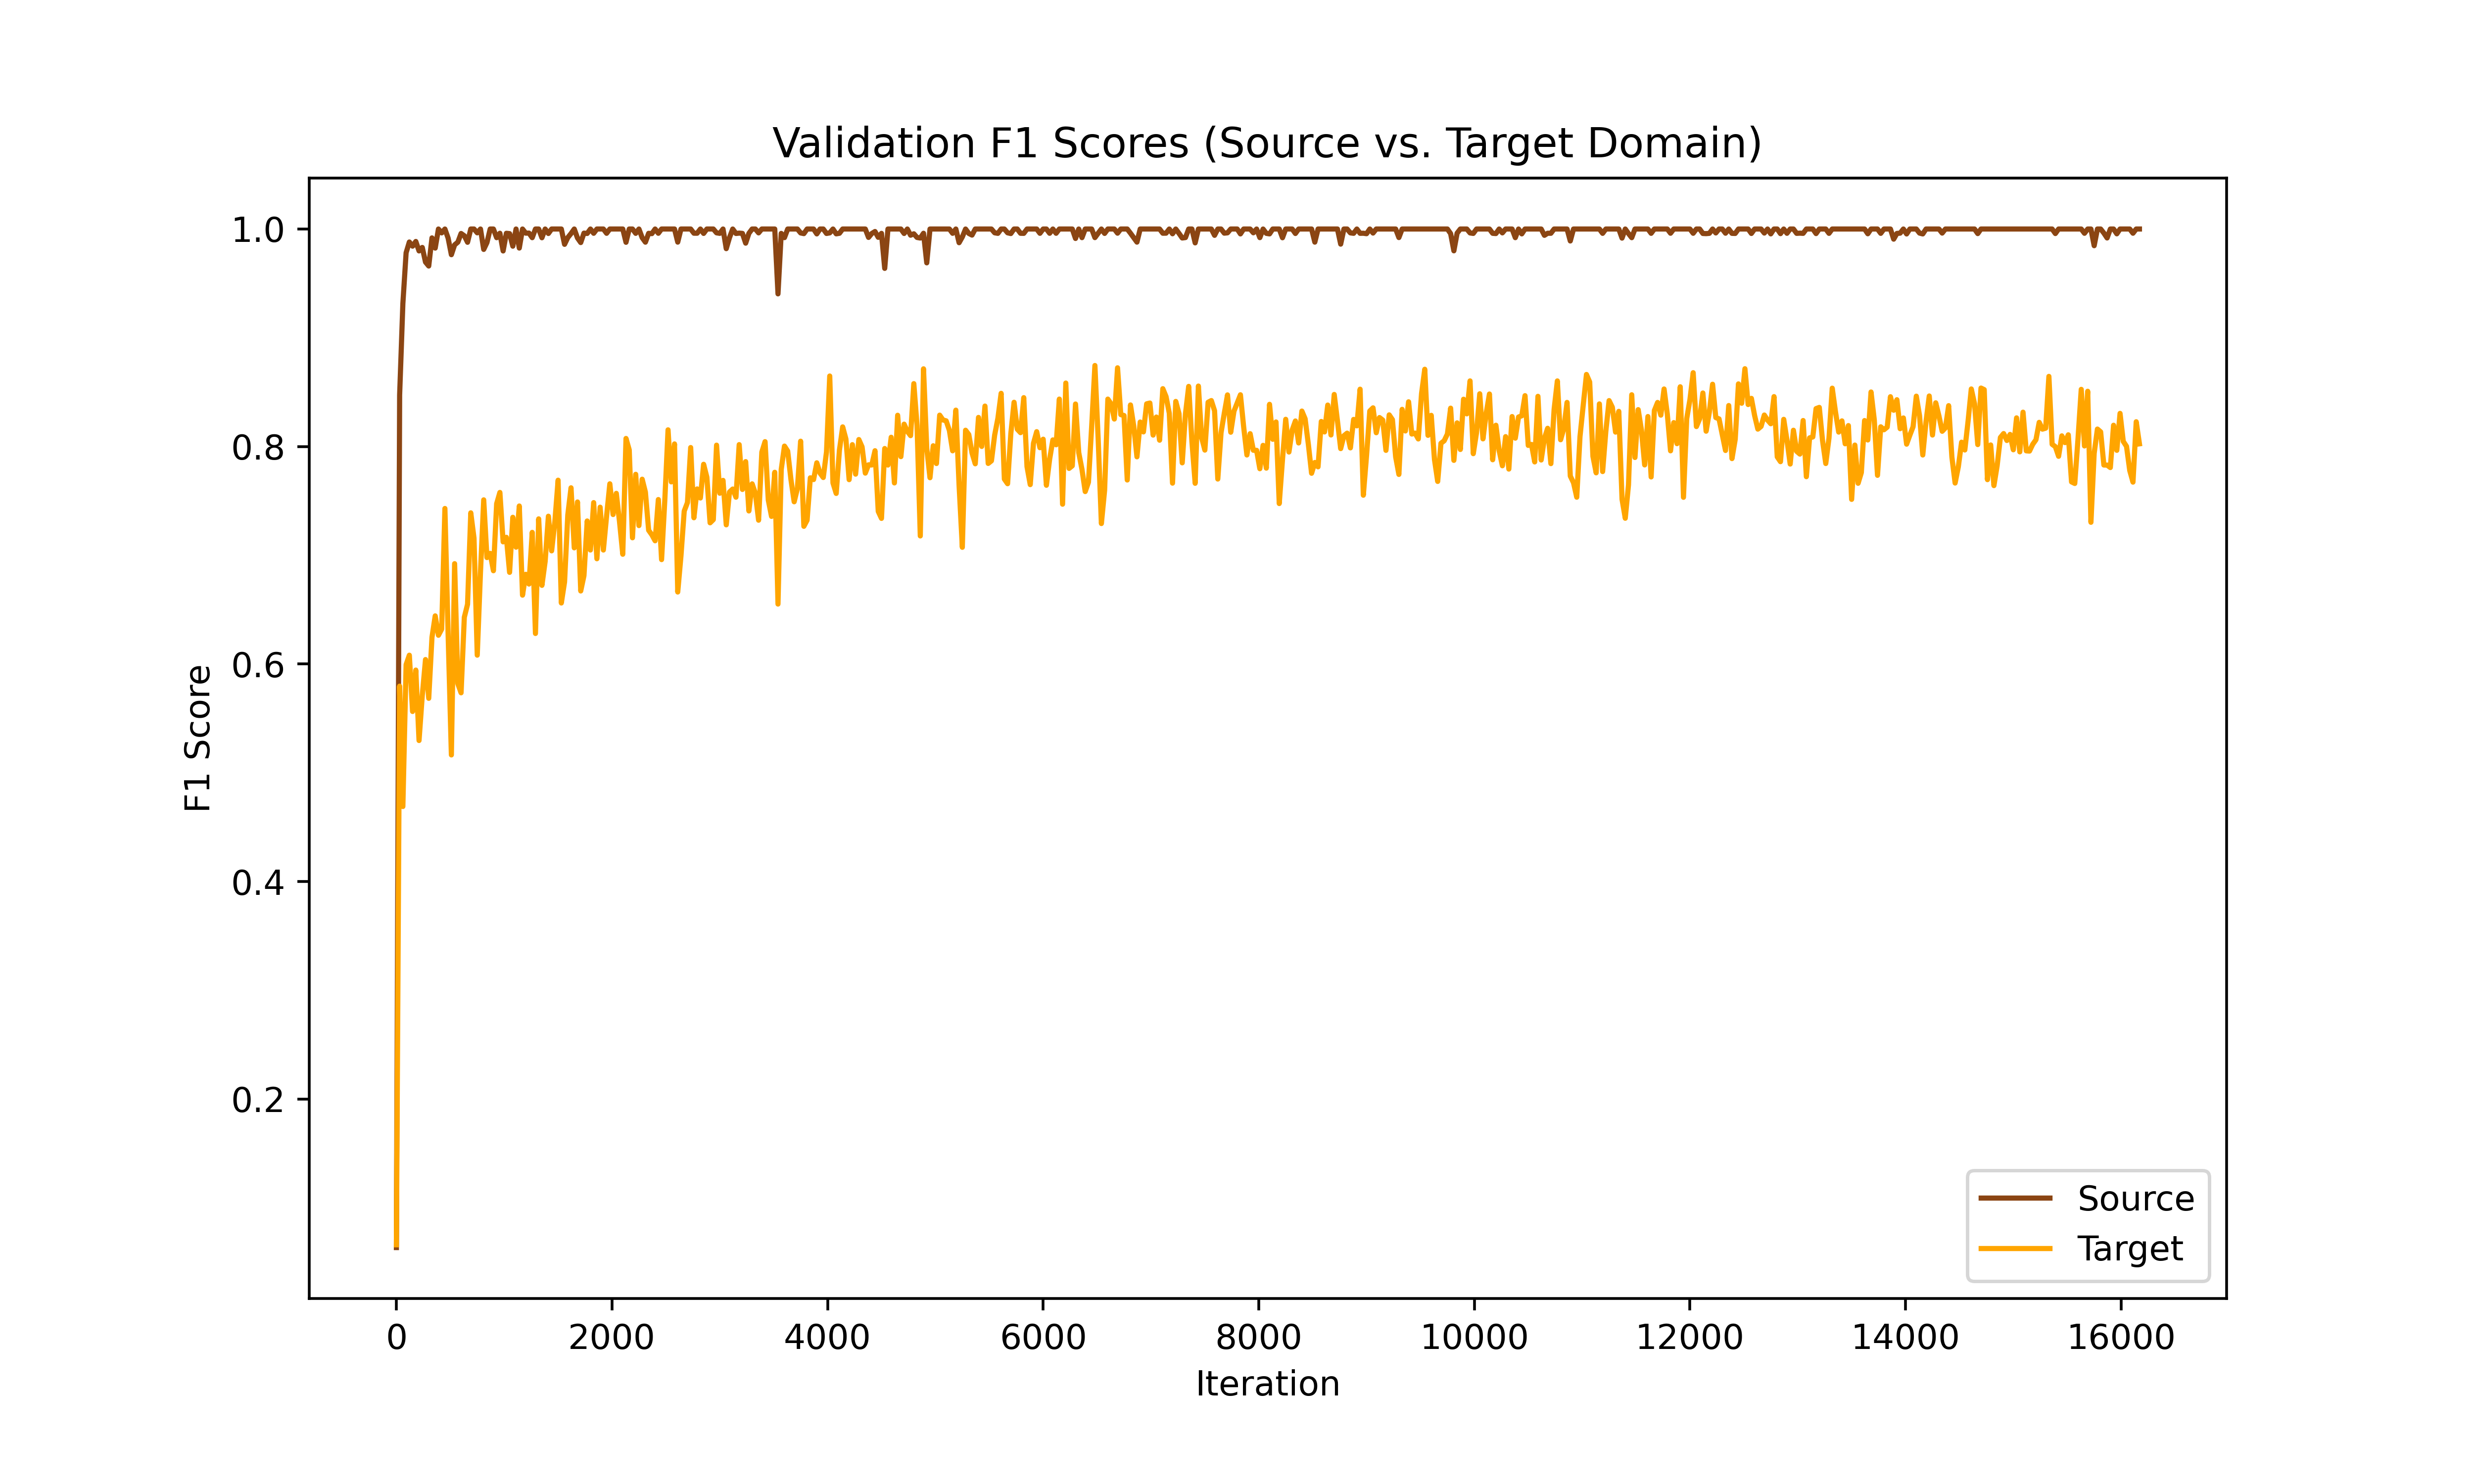 Validation F1 Scores (Source vs. Target Domain)
1.0
0.8
0.6
0.4
0.2
F1 Score
0 2000 4000 6000 8000 10000 12000 14000 16000
Iteration
Source
Target